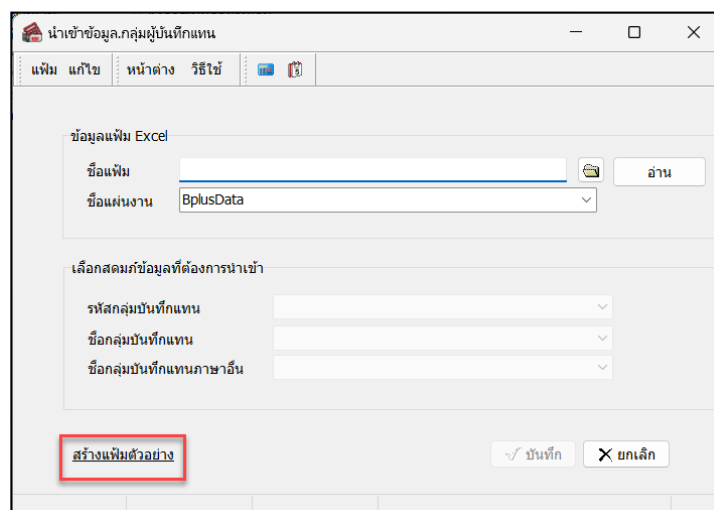 นำเข้าข้อมูล.กลุ่มผู้บันทึกแทน
แฟ้ม แก้ไข หน้าต่าง วิธีใช้
ข้อมูลแฟ้ม Excel
ชื่อแฟ้ม อ่าน
ชื่อแผ่นงาน BplusData
เลือกสดมภ์ข้อมูลที่ต้องการนำเข้า
รหัสกลุ่มบันทึกแทน
ชื่อกลุ่มบันทึกแทน
ชื่อกลุ่มบันทึกแทนภาษาอื่น
สร้างแฟ้มตัวอย่าง บันทึก ยกเลิก